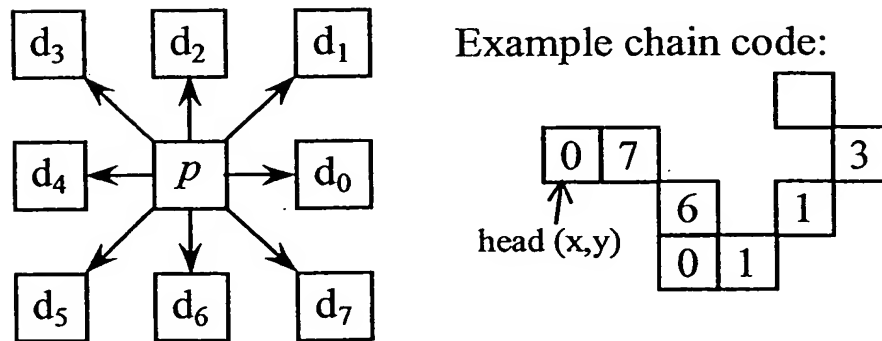 d3 d2 d1
d4 p d0
d5 d6 d7
Example chain code:
0 7 3
6 1
head (x,y)
0 1